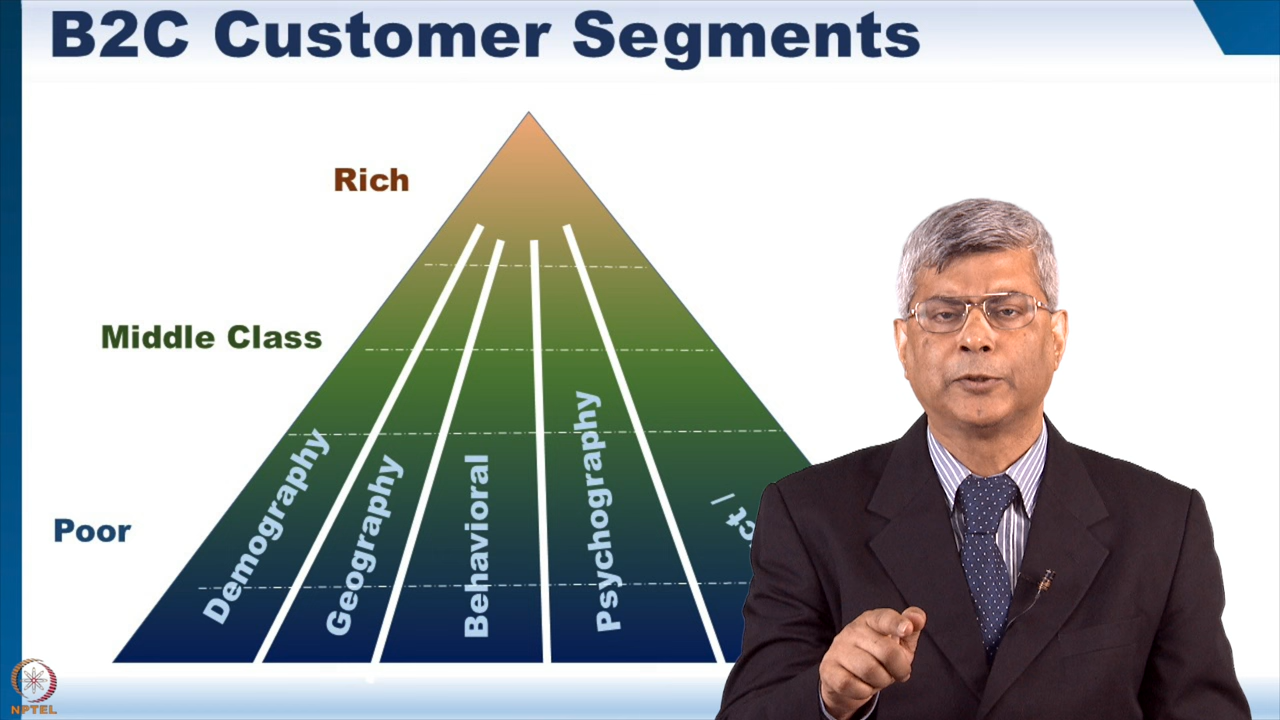 B2C Customer Segments
Rich
Middle Class
Poor
Demography
Geography
Behavioral
Psychography
NPTEL